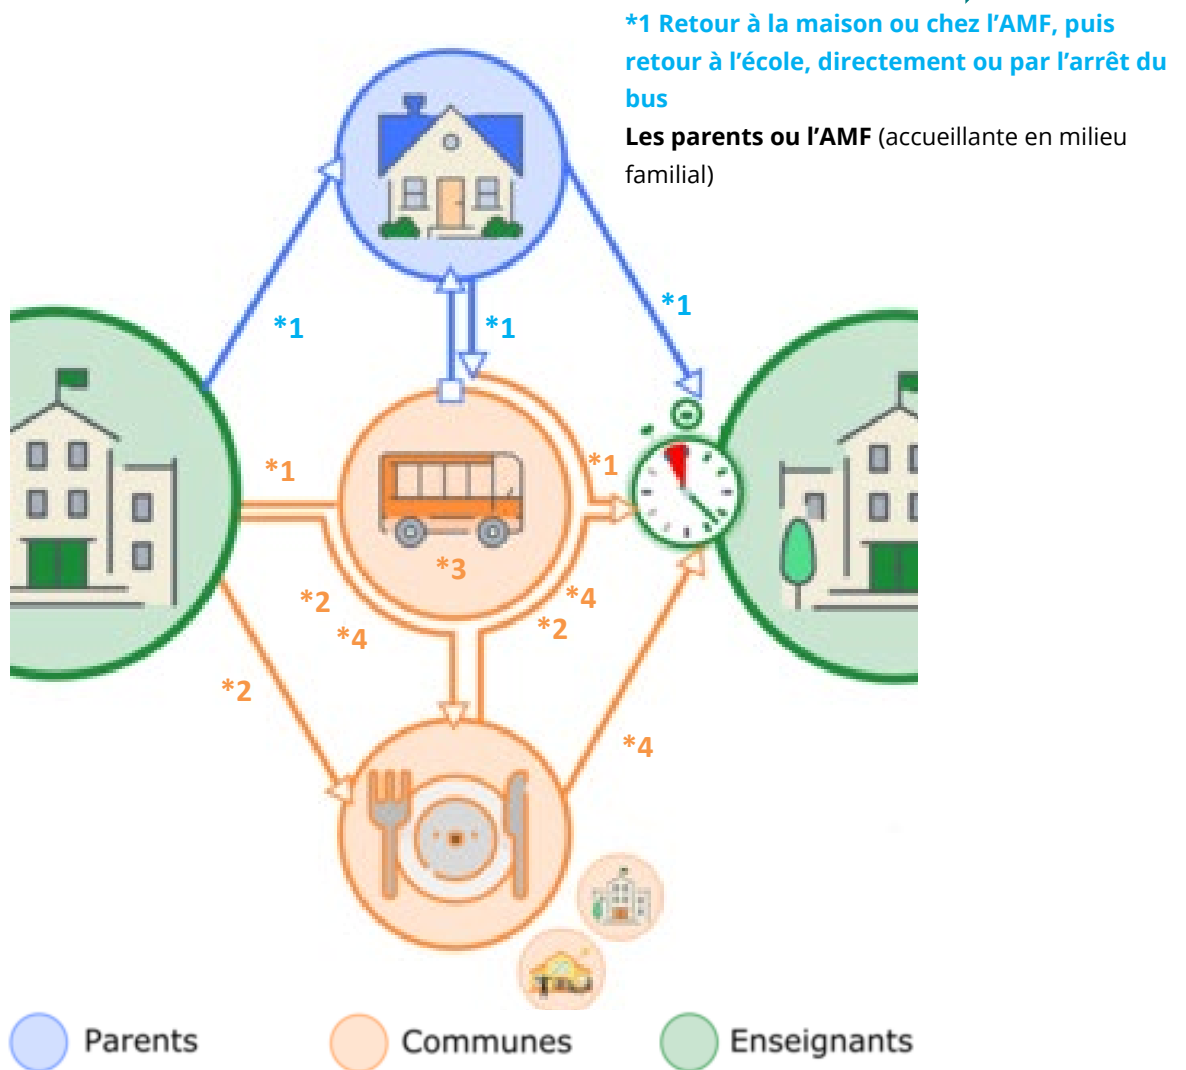 *1 Retour à la maison ou chez l’AMF, puis
retour à l’école, directement ou par l’arrêt du
bus
Les parents ou l’AMF (accueillante en milieu
familial)
*1
*1
*1
*1
*1
*3
*2
*4
*4
*2
*2
*4
Parents
Communes
Enseignants